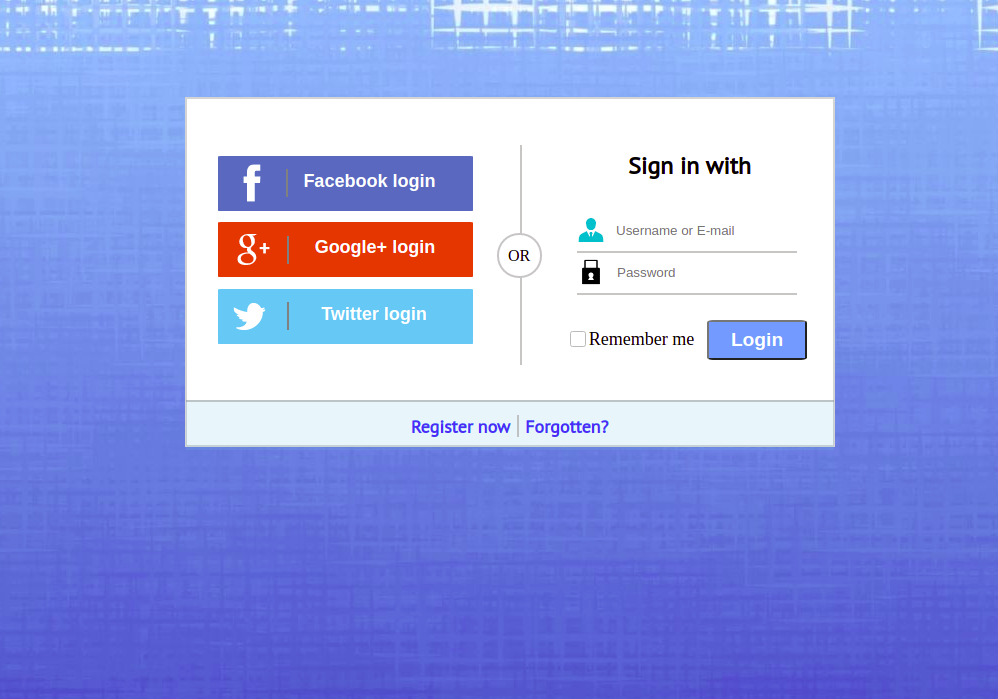 Facebook login
g+ Google+ login
Twitter login
OR
Sign in with
Username or E-mail
Password
Remember me Login
Register now Forgotten?